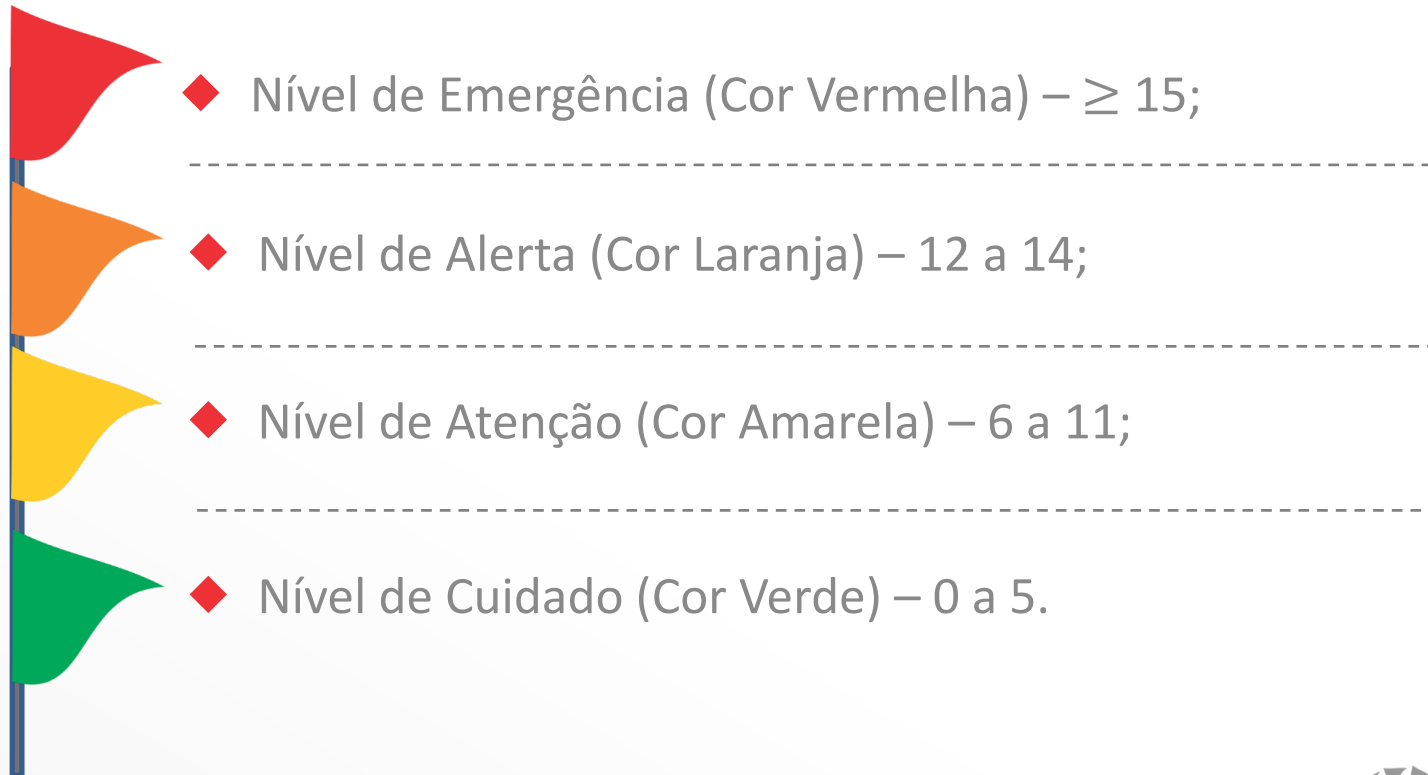 Nível de Emergência (Cor Vermelha) – ≥ 15;
Nível de Alerta (Cor Laranja) – 12 a 14;
Nível de Atenção (Cor Amarela) – 6 a 11;
Nível de Cuidado (Cor Verde) – 0 a 5.